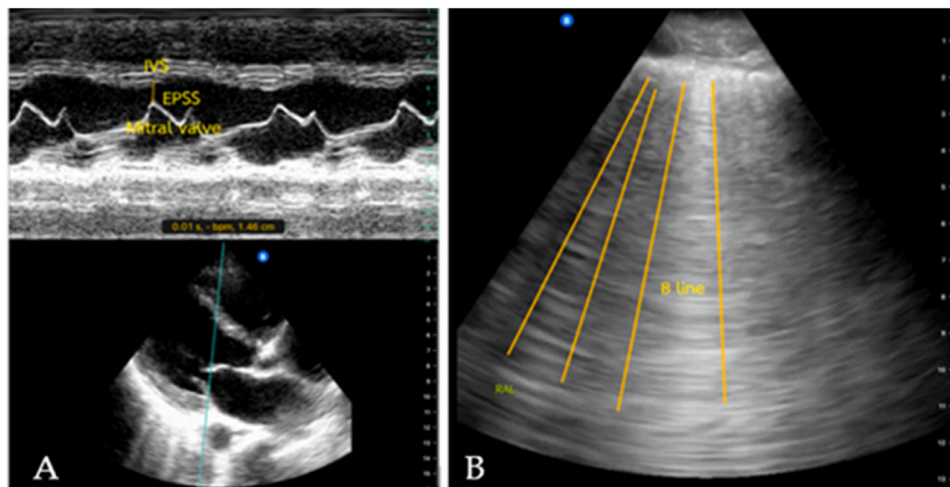 IVS
EPSS
Mitral valve
0.01 s, - bpm, 1.46 cm
A
B line
RAL
B